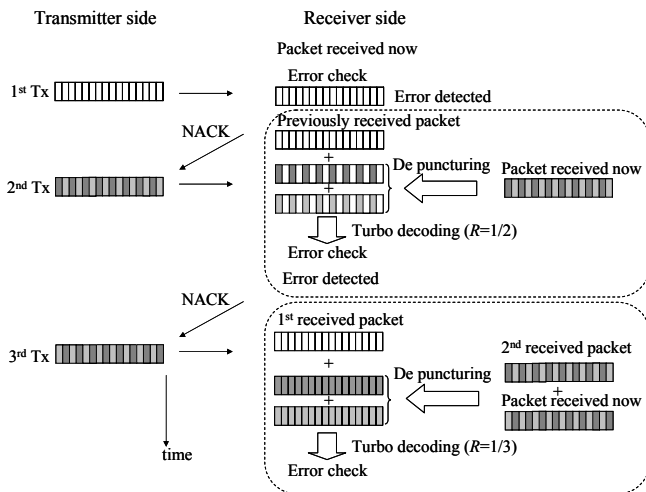 Transmitter side
Receiver side
Packet received now
Error check
1st Tx
Error detected
Previously received packet
NACK
+
De puncturing
Packet received now
2nd Tx
+
Turbo decoding (R=1/2)
Error check
Error detected
NACK
1st received packet
2nd received packet
3rd Tx
+
De puncturing
+
Packet received now
+
Turbo decoding (R=1/3)
time
Error check